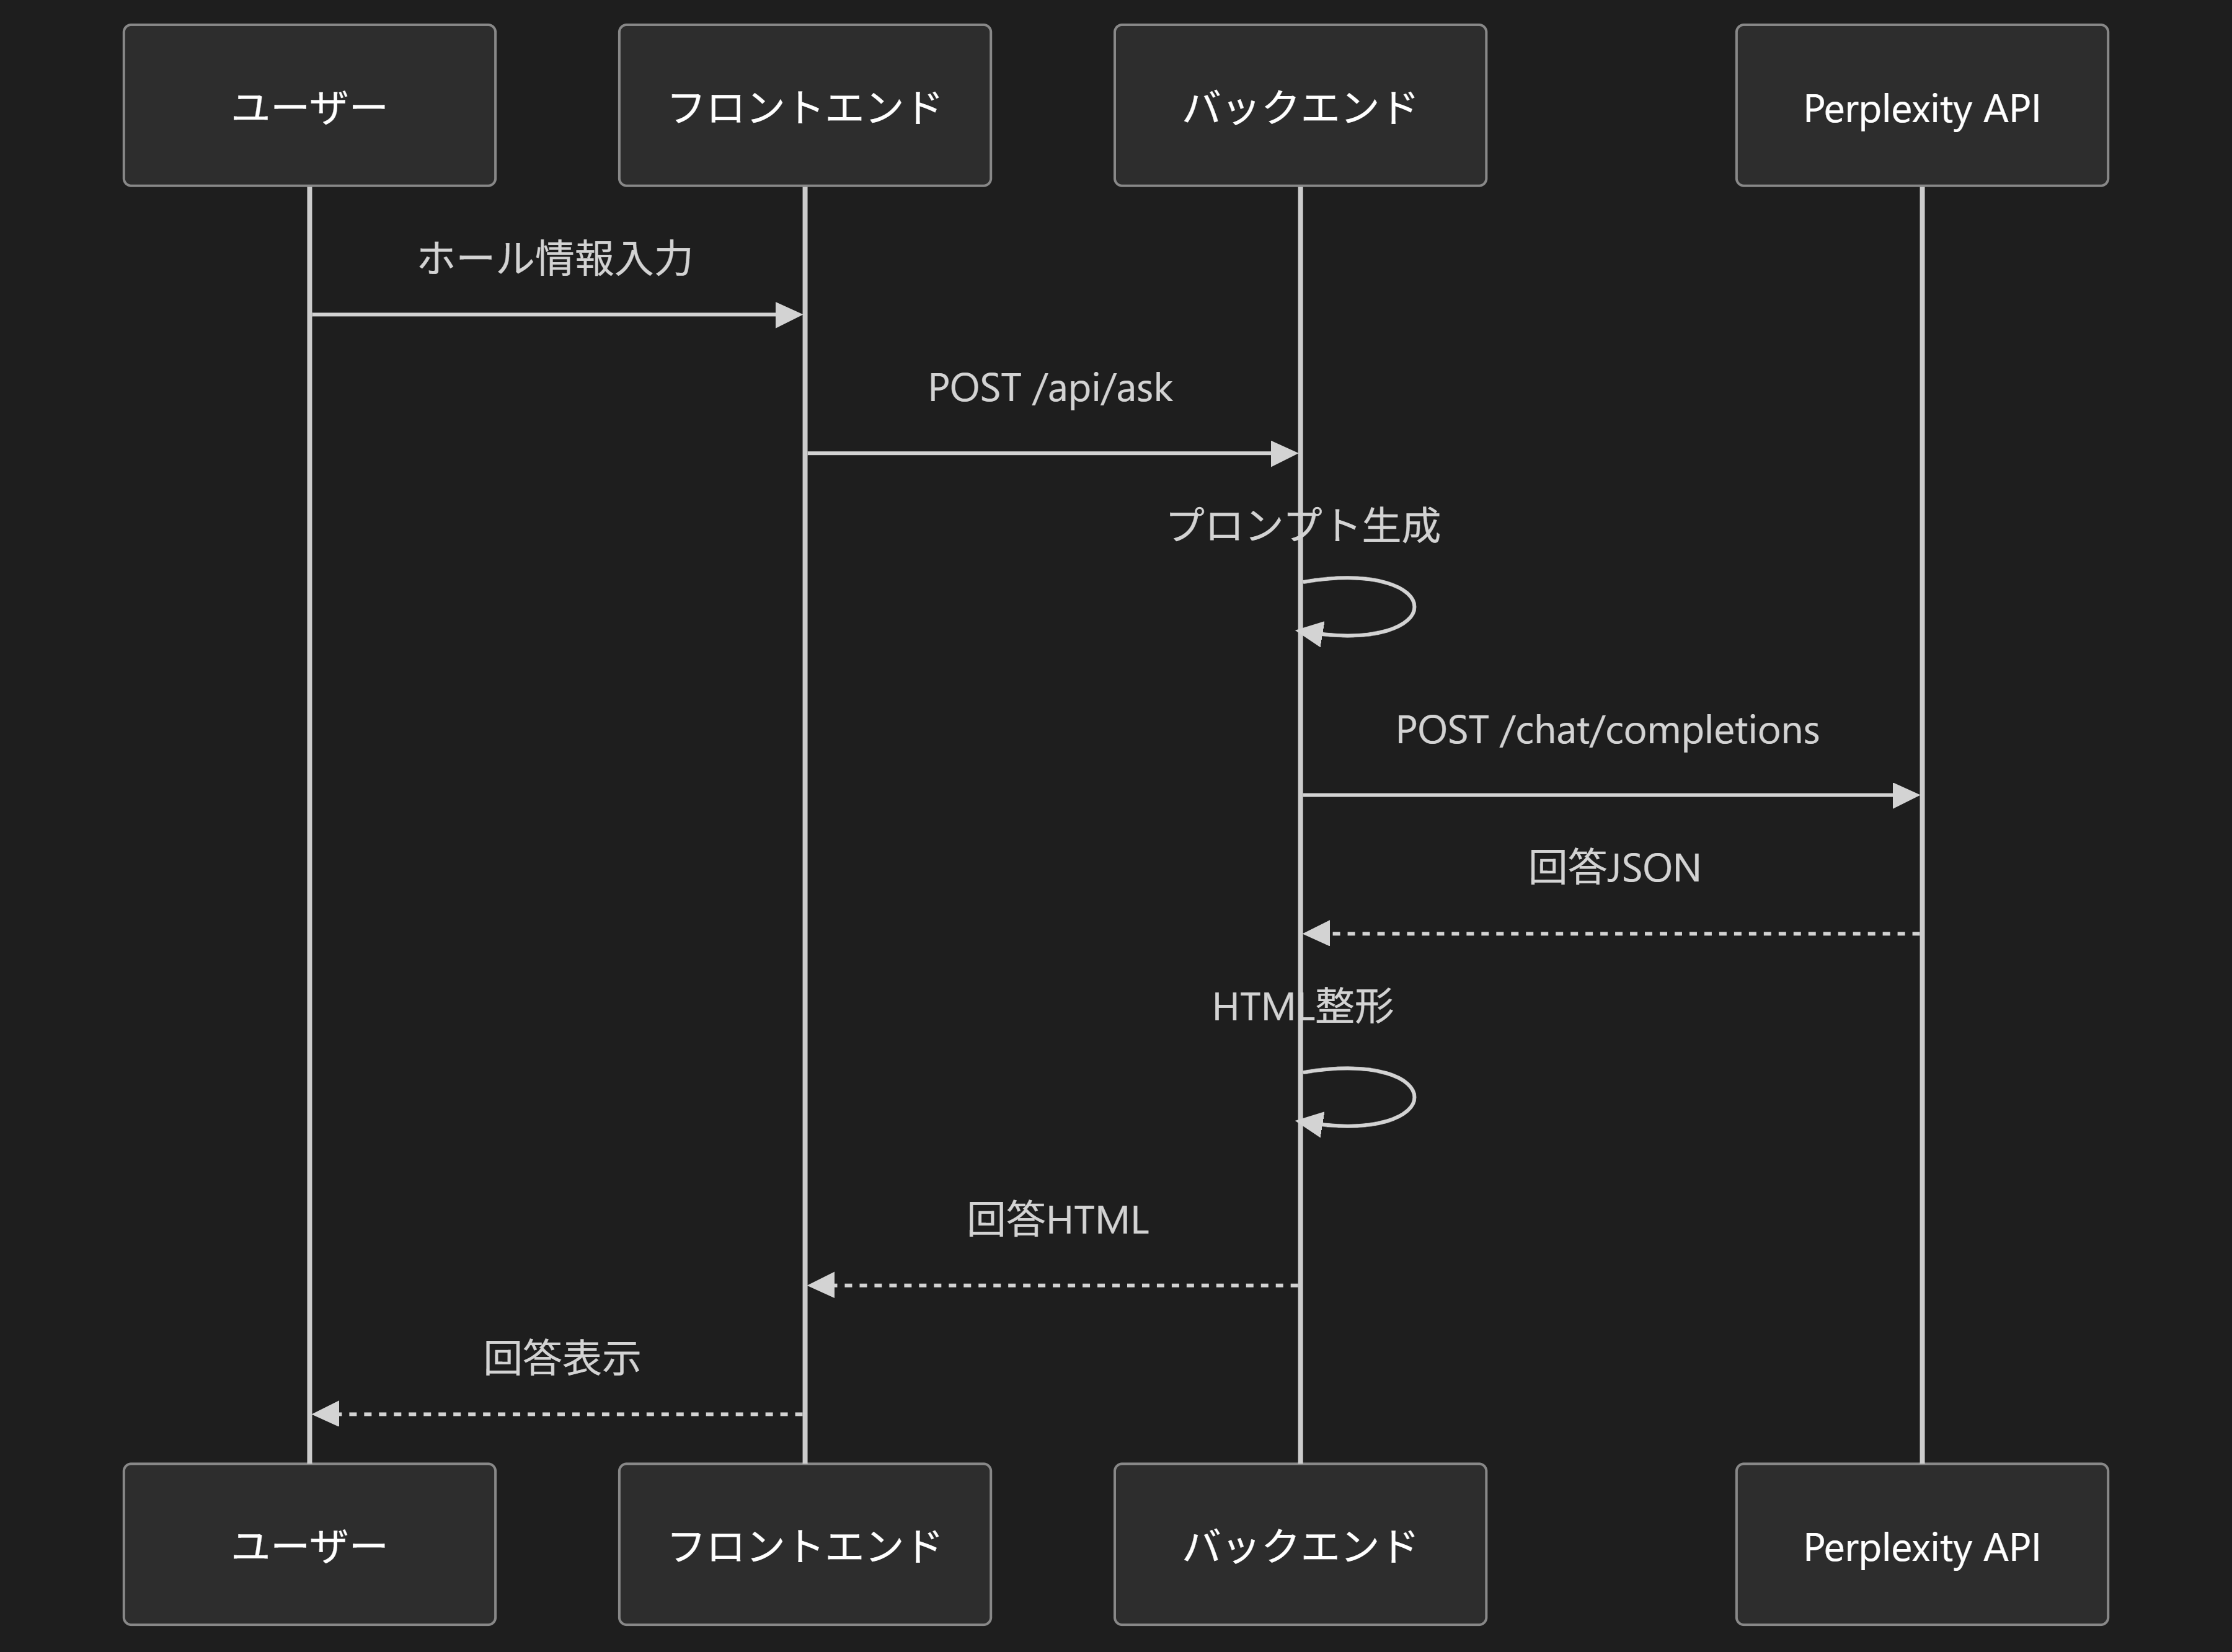 ユーザー
フロントエンド
バックエンド
Perplexity API
ホール情報入力
POST /api/ask
プロンプト生成
POST /chat/completions
回答JSON
HTML整形
回答HTML
回答表示
ユーザー
フロントエンド
バックエンド
Perplexity API